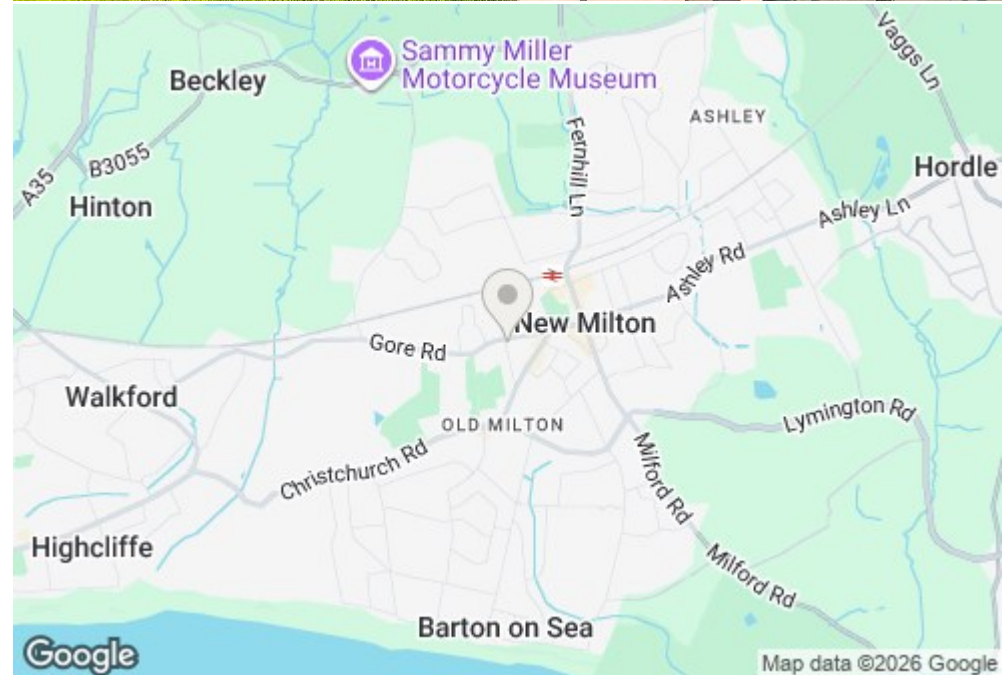 Sammy Miller
Motorcycle Museum
Beckley
Vaggs Ln
ASHLEY
Fernhill Ln
B3055
A35
Hordle
Hinton
Ashley Ln
Ashley Rd
New Milton
Gore Rd
Walkford
Lymington Rd
OLD MILTON
Christchurch Rd
Milford Rd
Highcliffe
Milford Rd
Barton on Sea
Google
Map data ©2026 Google